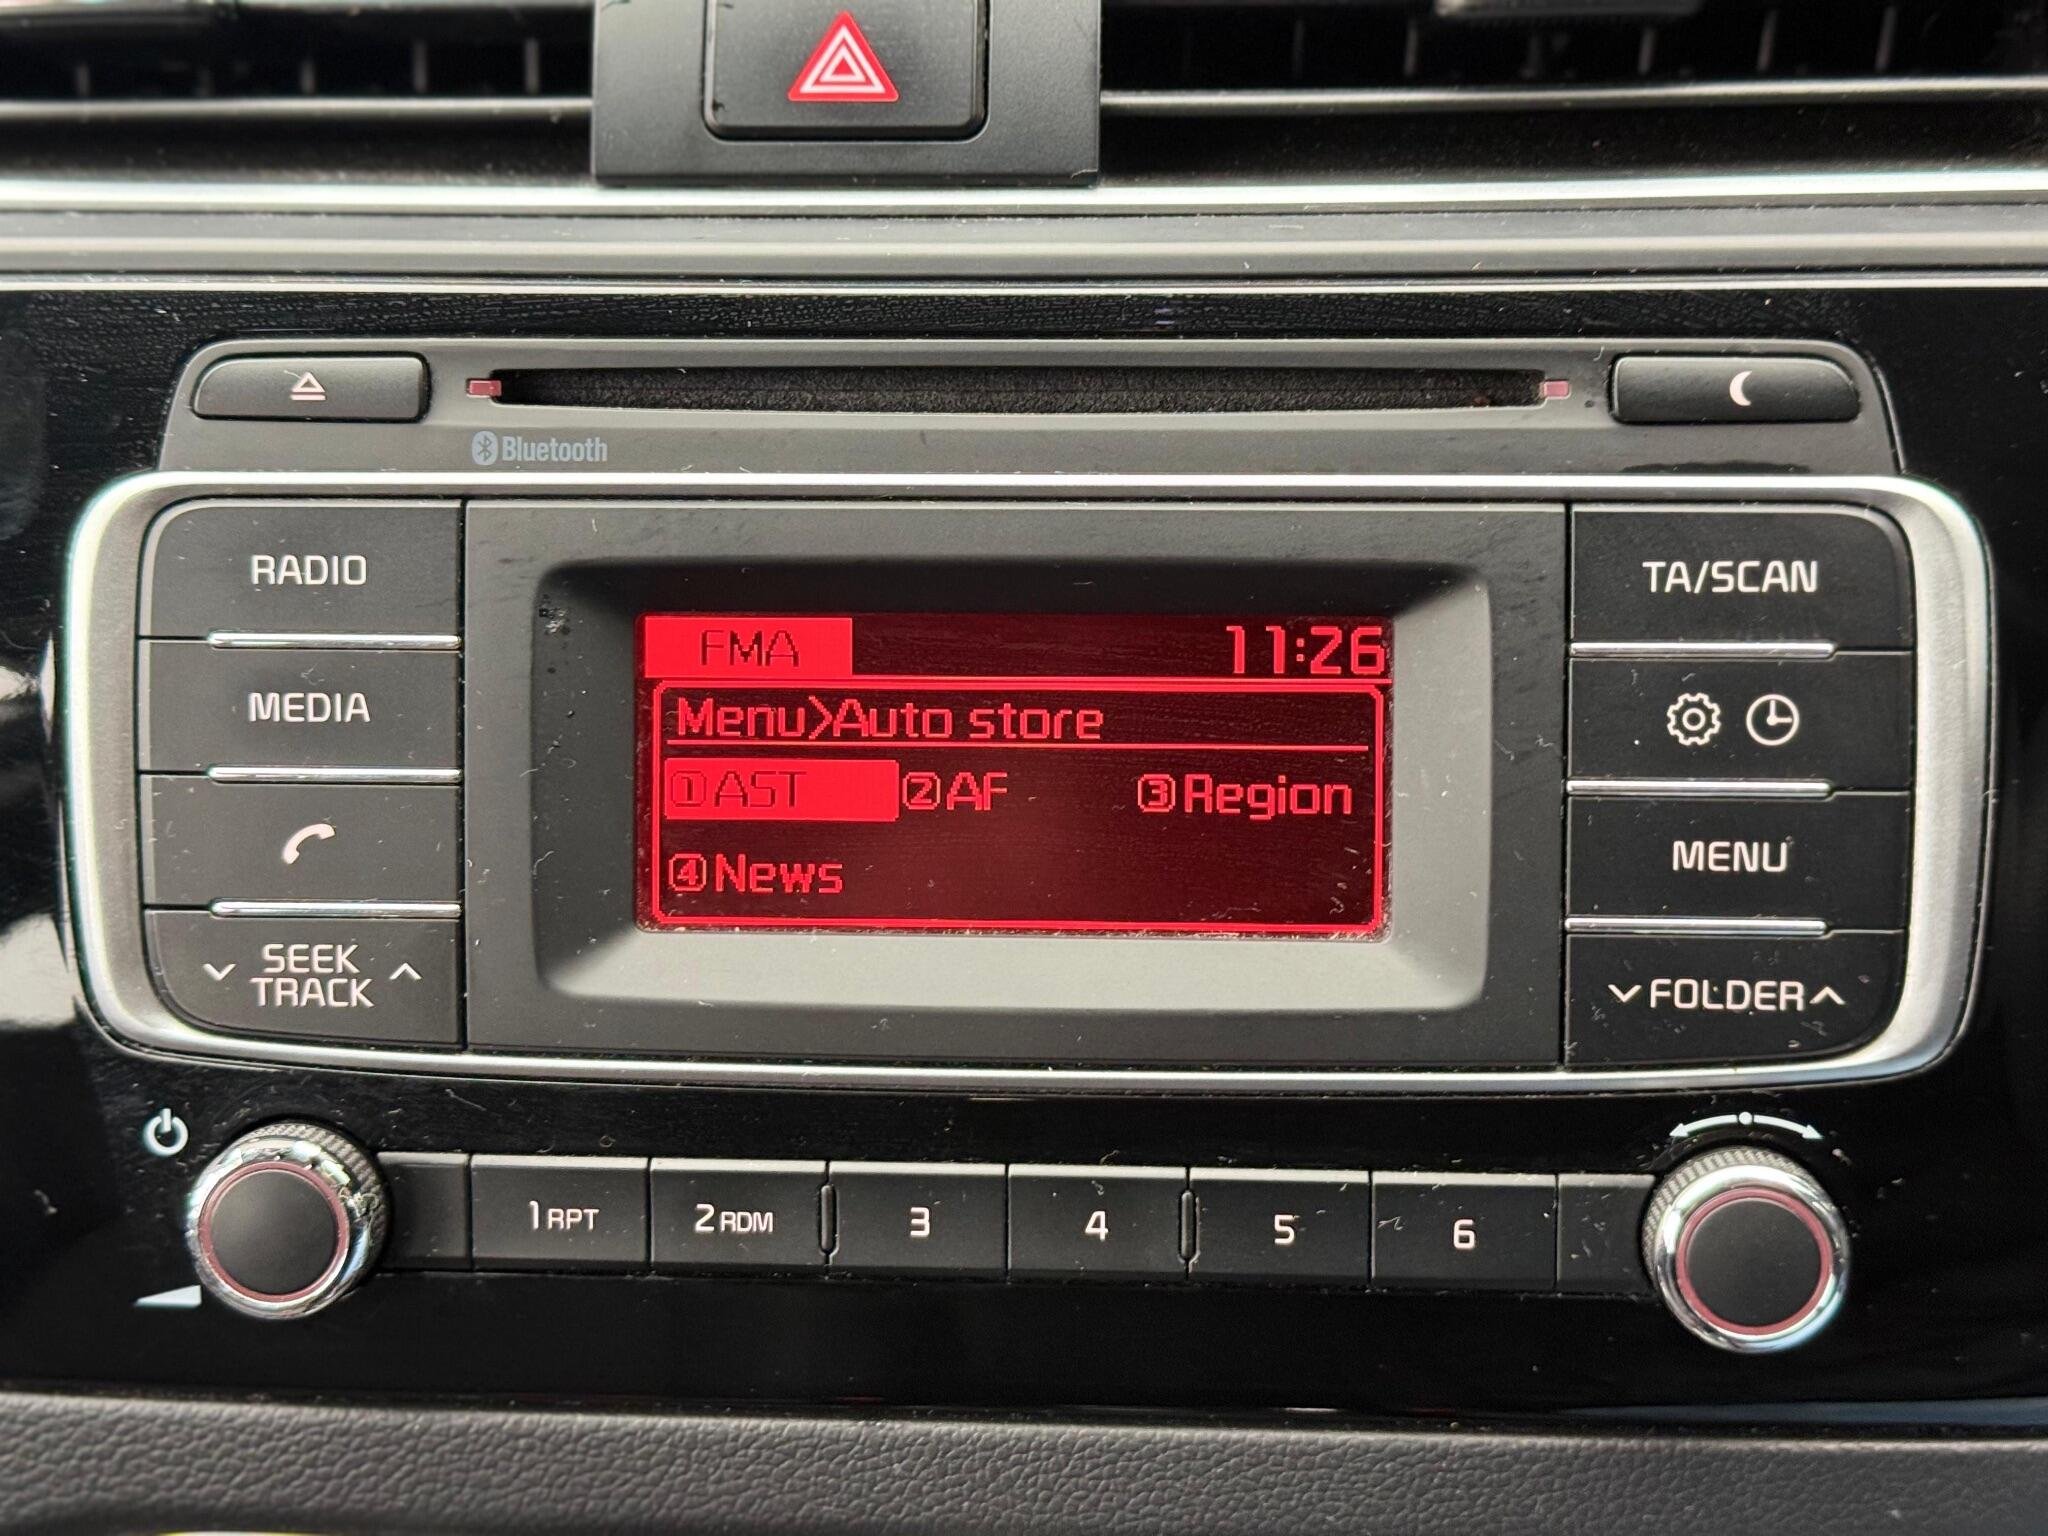 Bluetooth
RADIO
MEDIA
SEEK
TRACK
FMA 11:26
Menu>Auto store
①AST ②AF ③Region
④News
TA/SCAN
MENU
FOLDER
1 RPT 2 RDM 3 4 5 6